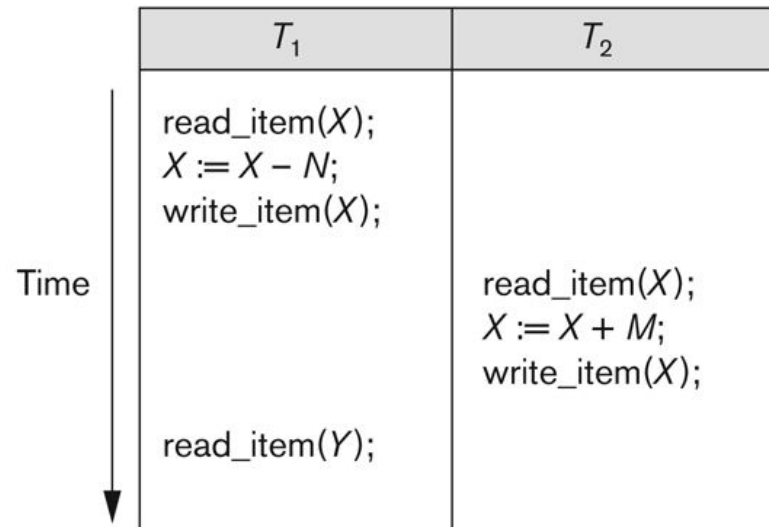 T₁ T₂
read_item(X);
X := X – N;
write_item(X);
Time
read_item(X);
X := X + M;
write_item(X);
read_item(Y);